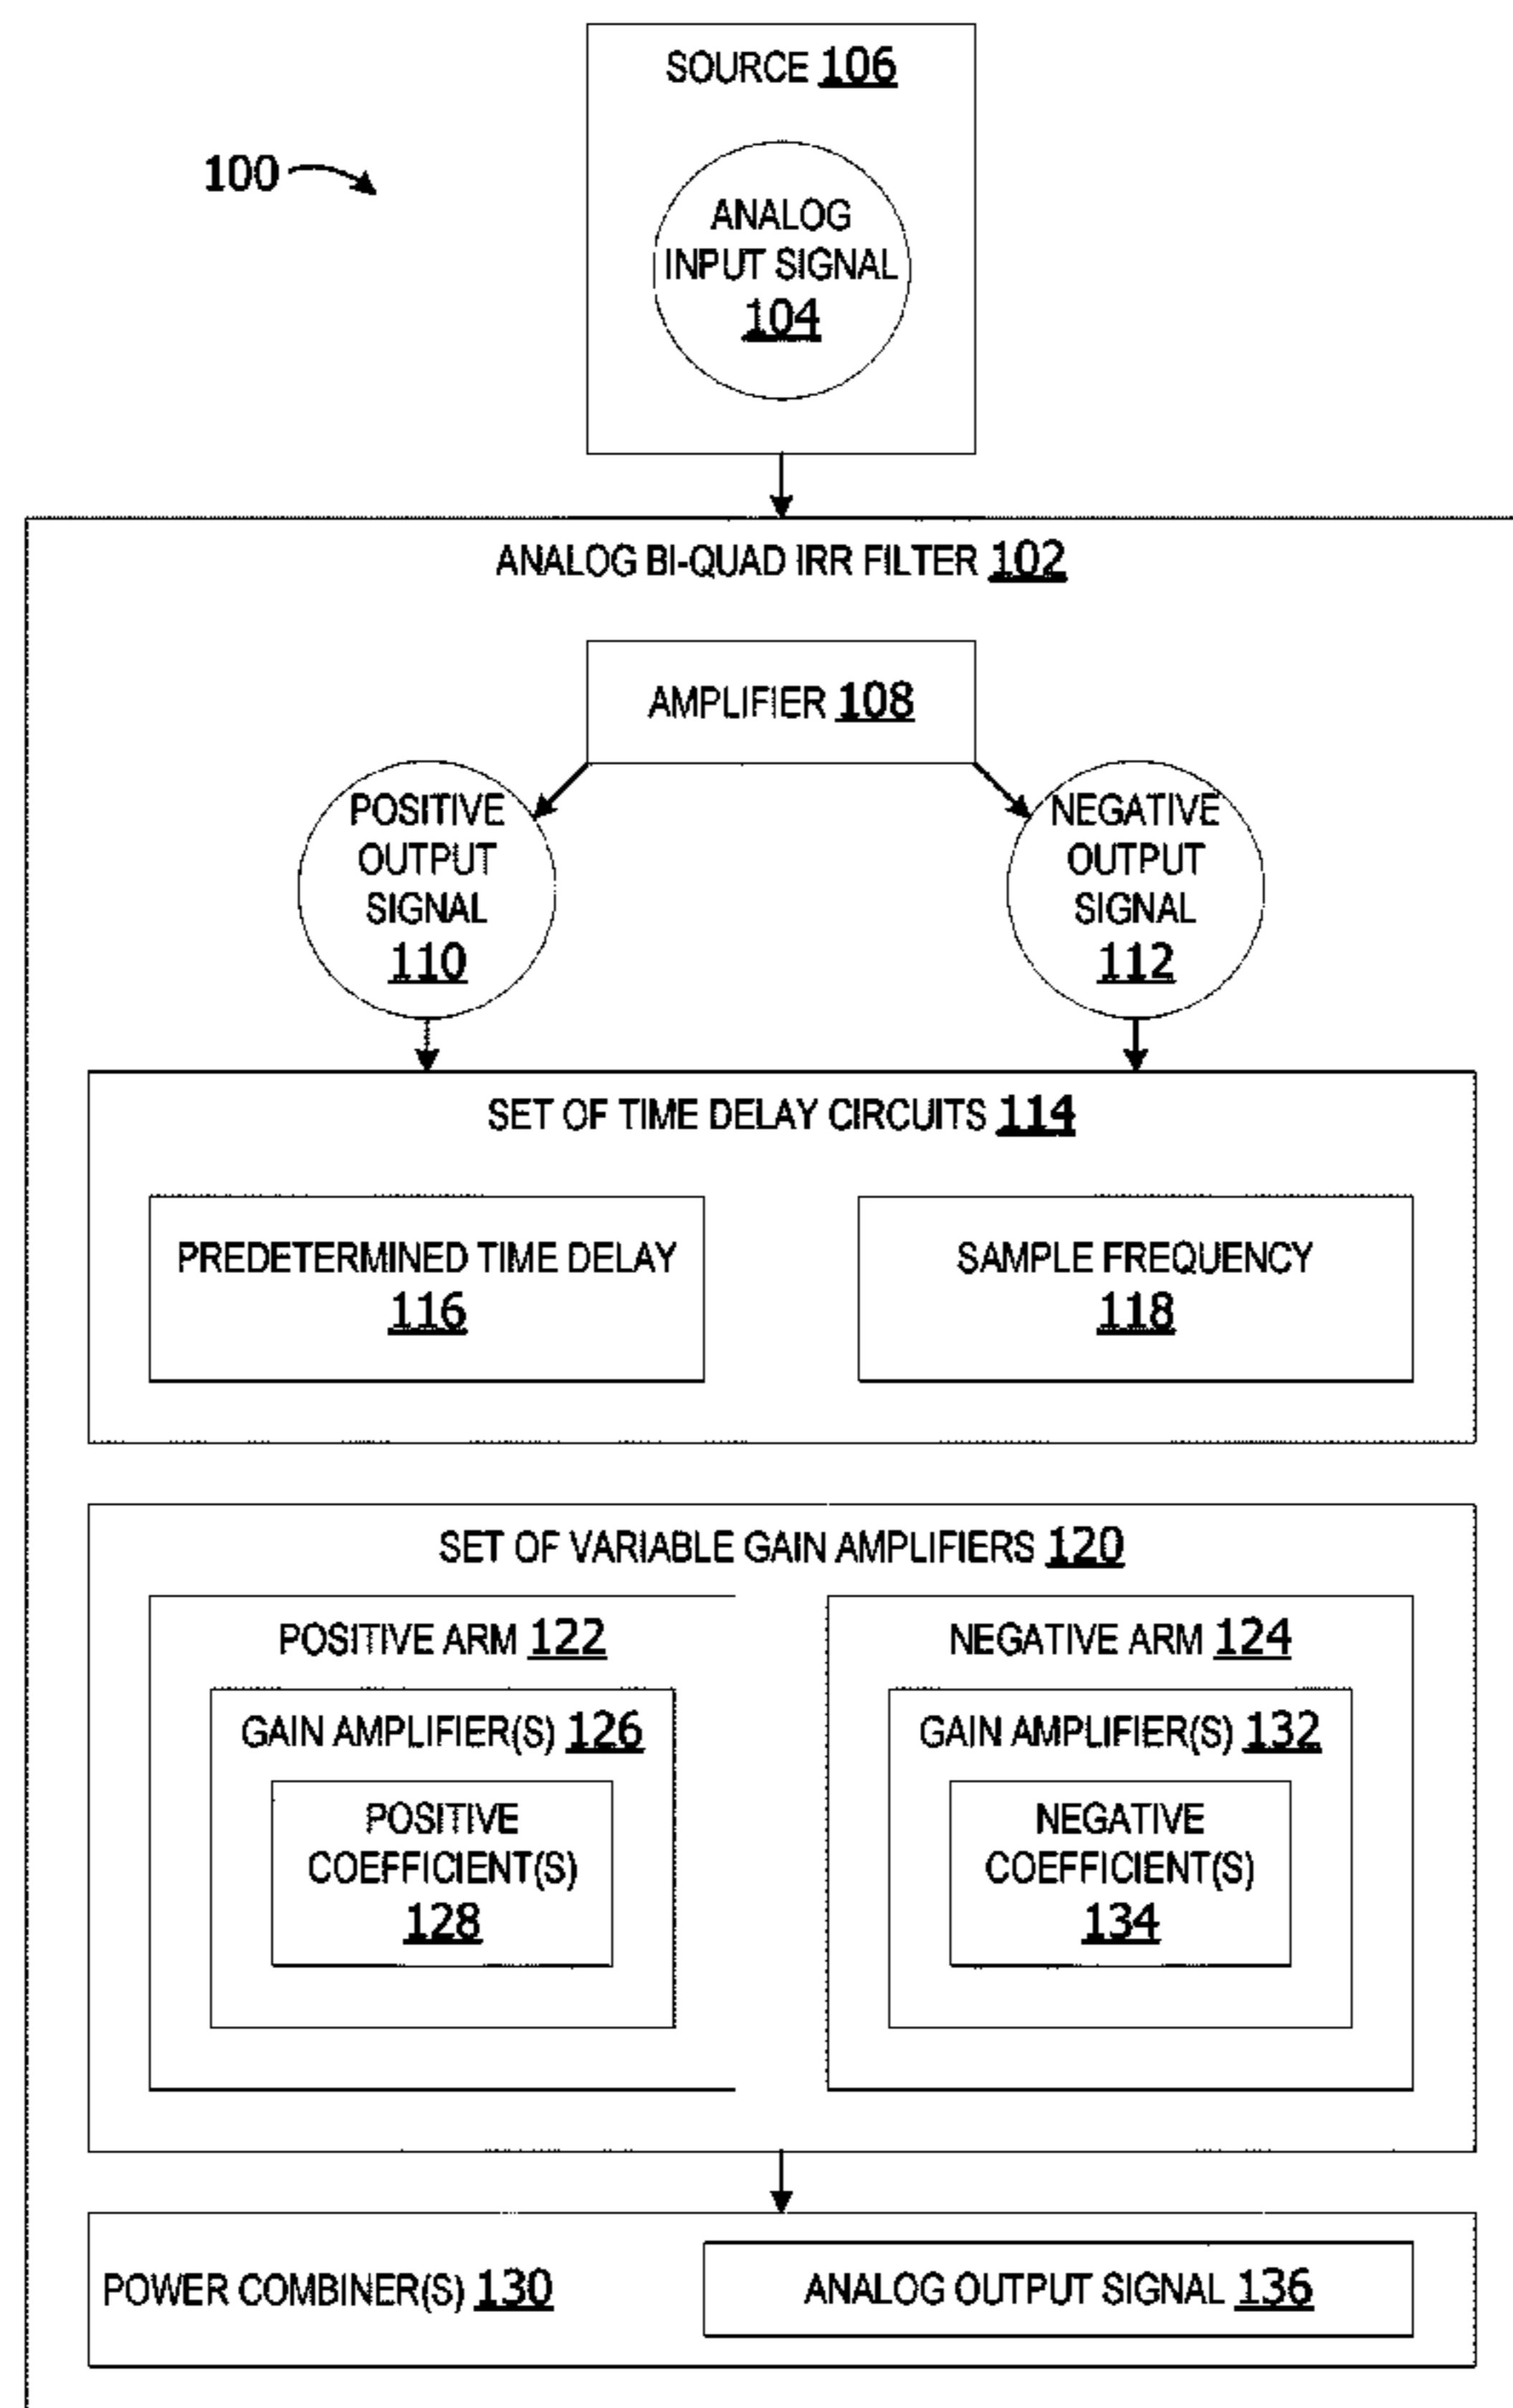 SOURCE 106
100
ANALOG
INPUT SIGNAL
104
ANALOG BI-QUAD IRR FILTER 102
AMPLIFIER 108
POSITIVE
OUTPUT
SIGNAL
110
NEGATIVE
OUTPUT
SIGNAL
112
SET OF TIME DELAY CIRCUITS 114
PREDETERMINED TIME DELAY
116
SAMPLE FREQUENCY
118
SET OF VARIABLE GAIN AMPLIFIERS 120
POSITIVE ARM 122
GAIN AMPLIFIER(S) 126
POSITIVE
COEFFICIENT(S)
128
NEGATIVE ARM 124
GAIN AMPLIFIER(S) 132
NEGATIVE
COEFFICIENT(S)
134
POWER COMBINER(S) 130
ANALOG OUTPUT SIGNAL 136